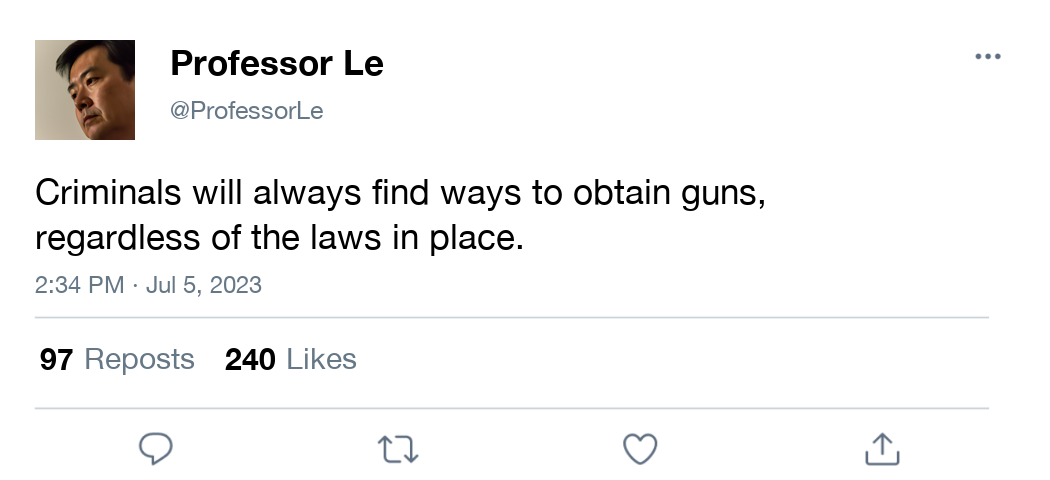 Professor Le
@ProfessorLe
Criminals will always find ways to obtain guns,
regardless of the laws in place.
2:34 PM · Jul 5, 2023
97 Reposts 240 Likes